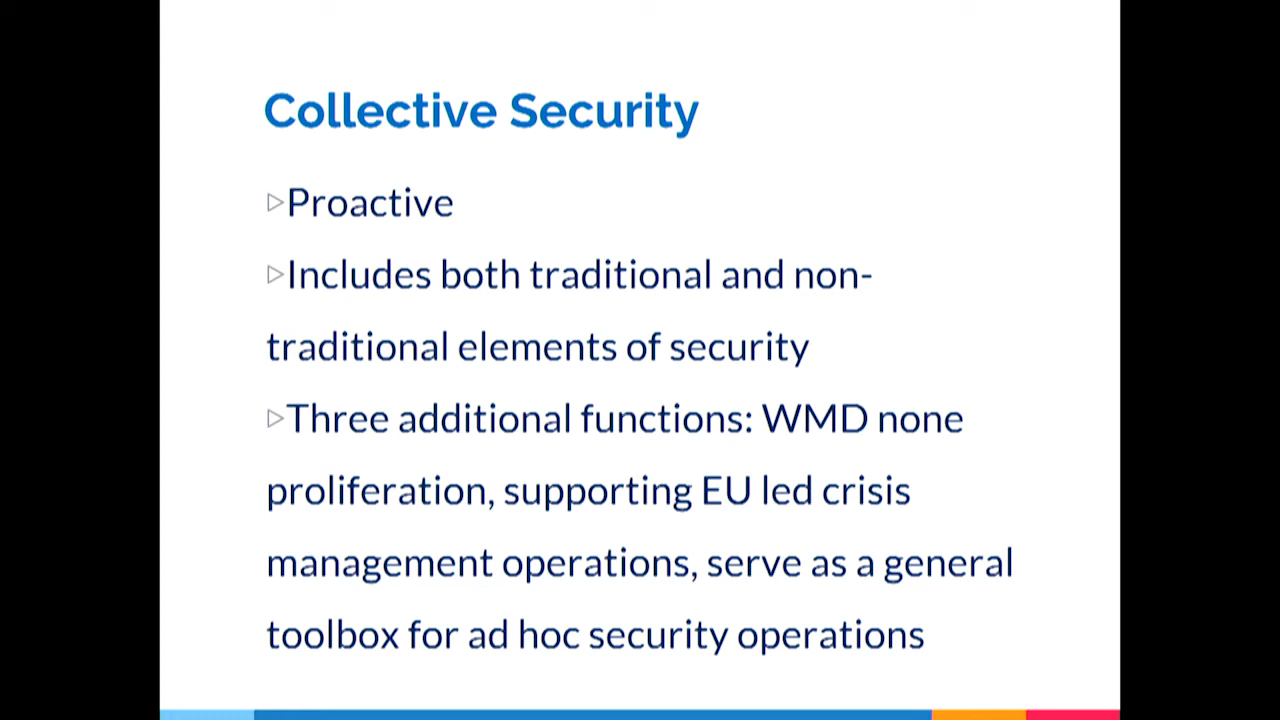 Collective Security
▷Proactive
▷Includes both traditional and non-
traditional elements of security
▷Three additional functions: WMD none
proliferation, supporting EU led crisis
management operations, serve as a general
toolbox for ad hoc security operations